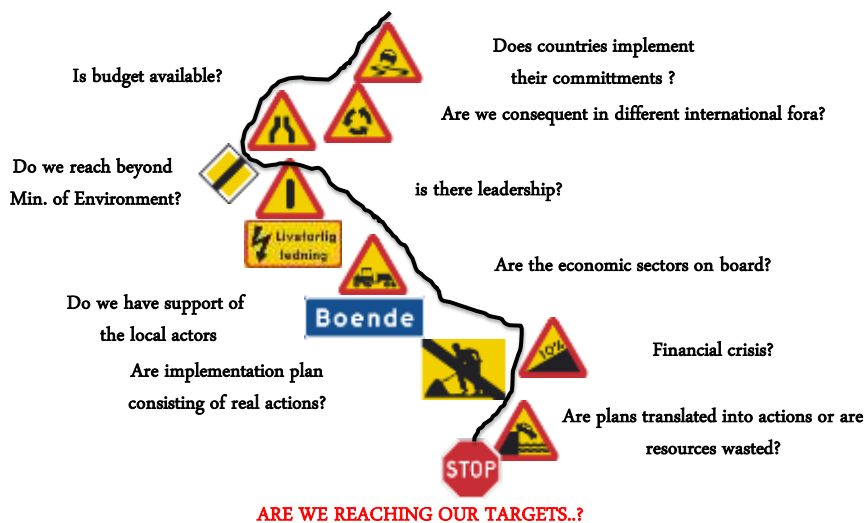 Does countries implement
their committments ?
Is budget available?
Are we consequent in different international fora?
Do we reach beyond
Min. of Environment?
is there leadership?
Livsfarlig
ledning
Are the economic sectors on board?
Do we have support of
the local actors
Boende
10%
Financial crisis?
Are implementation plan
consisting of real actions?
Are plans translated into actions or are
resources wasted?
STOP
ARE WE REACHING OUR TARGETS..?